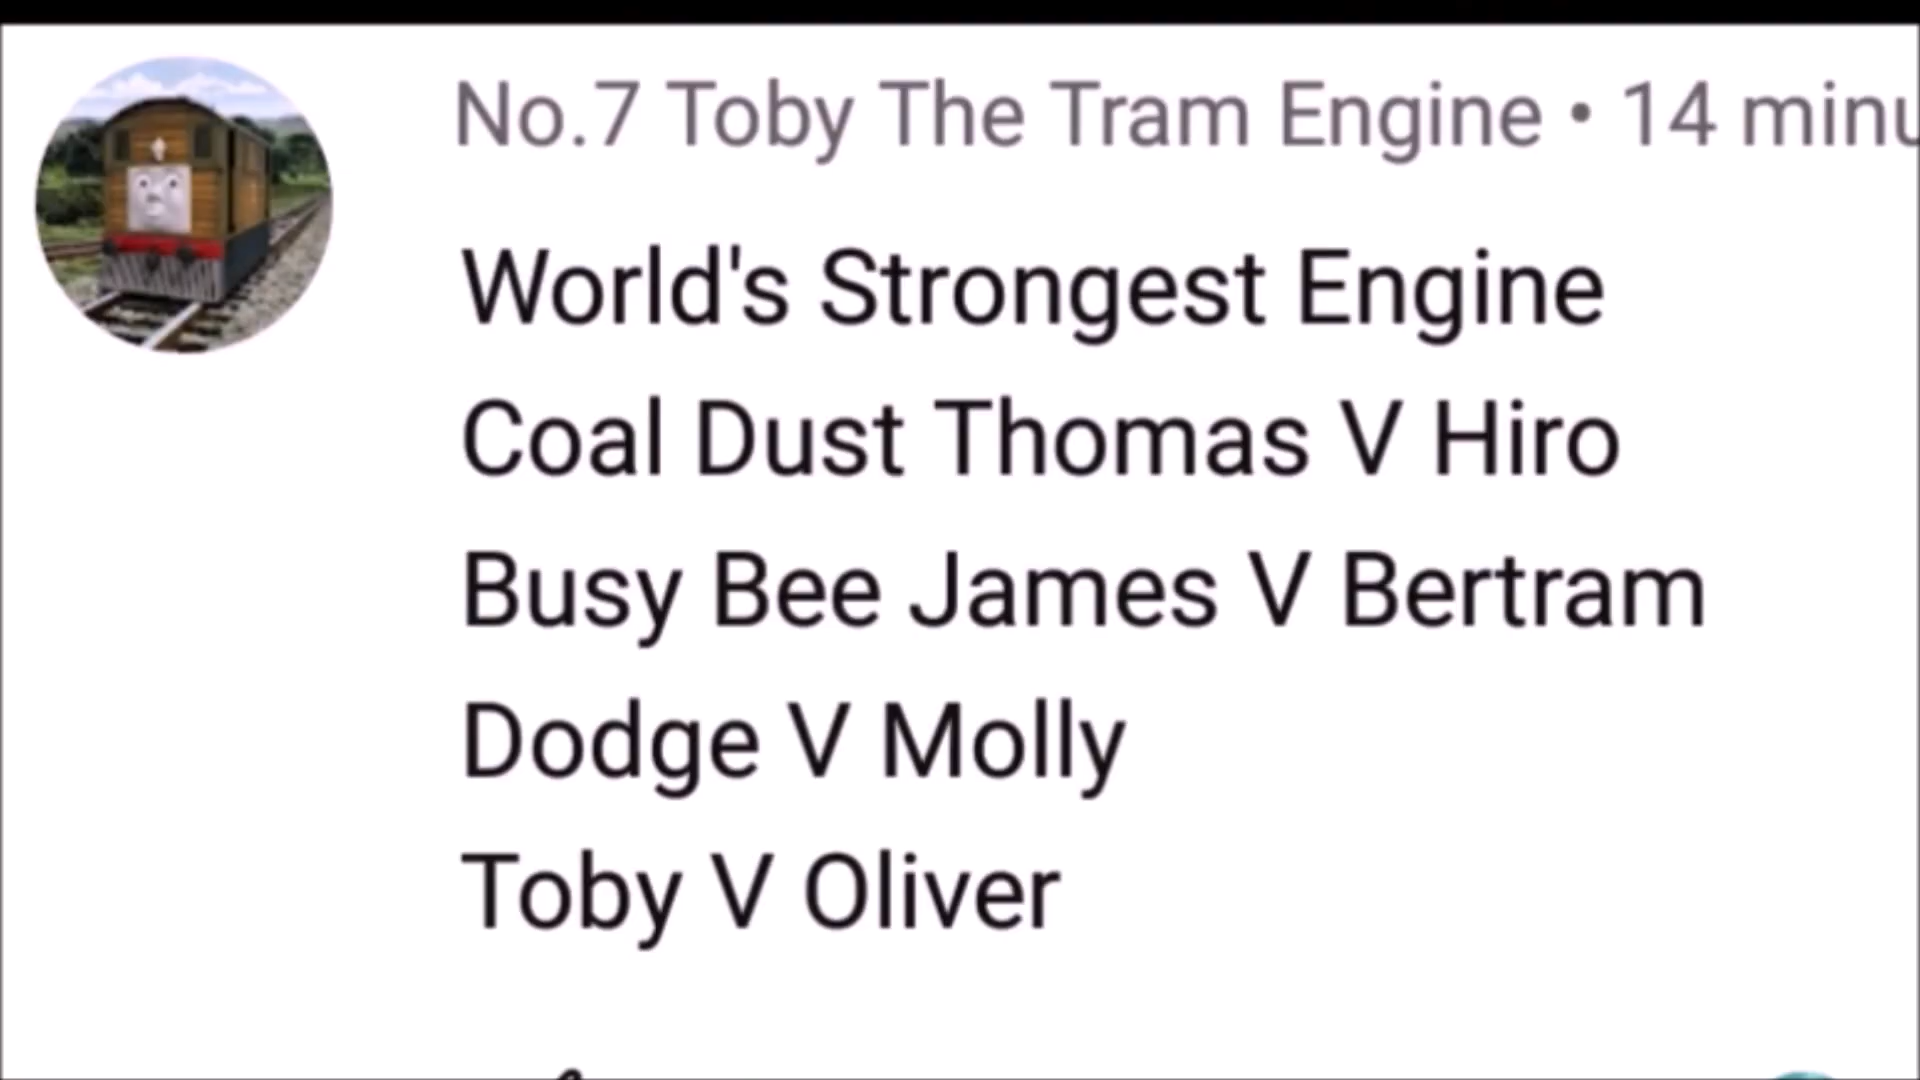 No.7 Toby The Tram Engine • 14 minu
World's Strongest Engine
Coal Dust Thomas V Hiro
Busy Bee James V Bertram
Dodge V Molly
Toby V Oliver